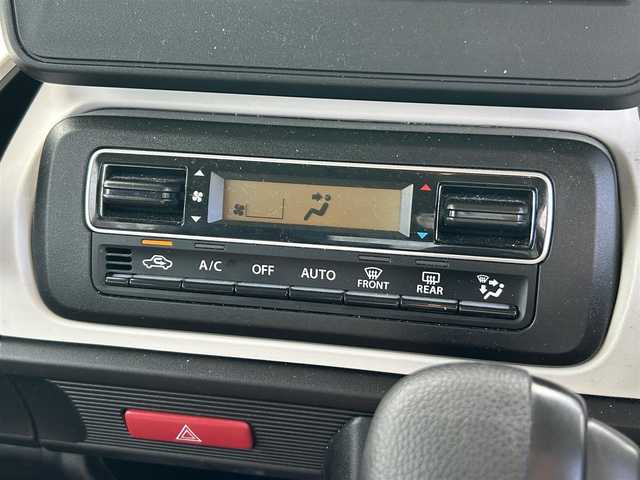 A/C OFF AUTO FRONT REAR